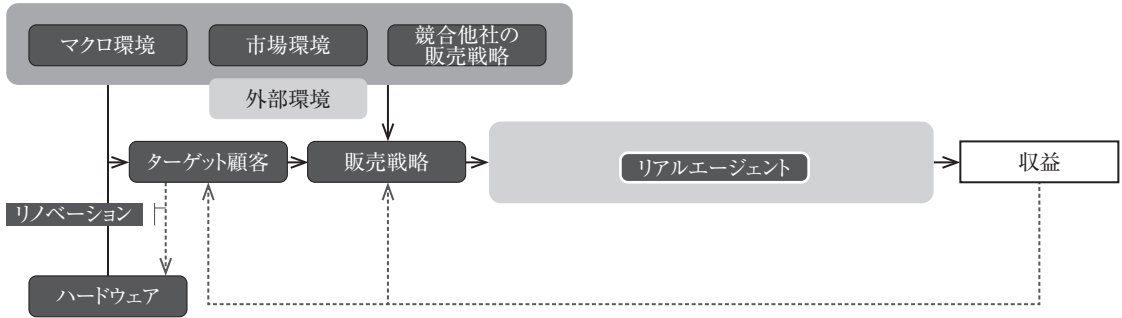 マクロ環境
市場環境
競合他社の
販売戦略
外部環境
ターゲット顧客
販売戦略
リアルエージェント
収益
リノベーション
ハードウェア